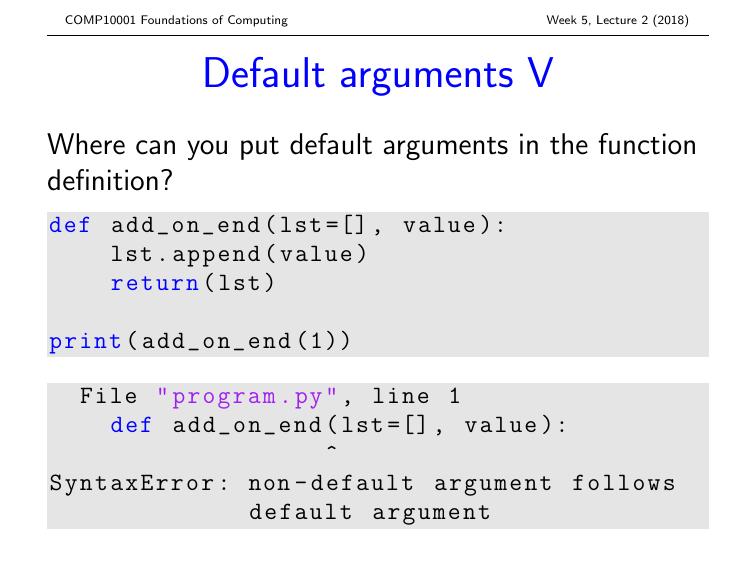 COMP10001 Foundations of Computing Week 5, Lecture 2 (2018)
Default arguments V
Where can you put default arguments in the function
definition?
def add_on_end(lst=[], value):
    lst.append(value)
    return(lst)

print(add_on_end(1))
  File "program.py", line 1
    def add_on_end(lst=[], value):
                  ^
SyntaxError: non-default argument follows
             default argument